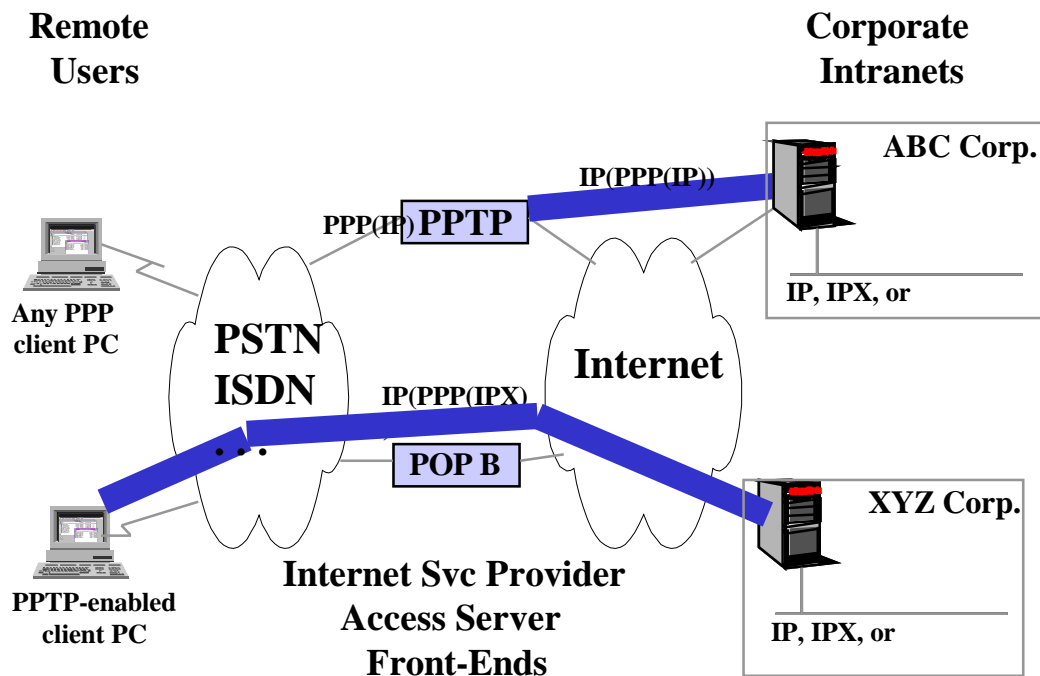 Remote
Users
Corporate
Intranets
ABC Corp.
IP(PPP(IP))
PPP(IP)
PPTP
IP, IPX, or
Any PPP
client PC
PSTN
ISDN
Internet
IP(PPP(IPX)
• • •
POP B
XYZ Corp.
PPTP-enabled
client PC
Internet Svc Provider
Access Server
Front-Ends
IP, IPX, or